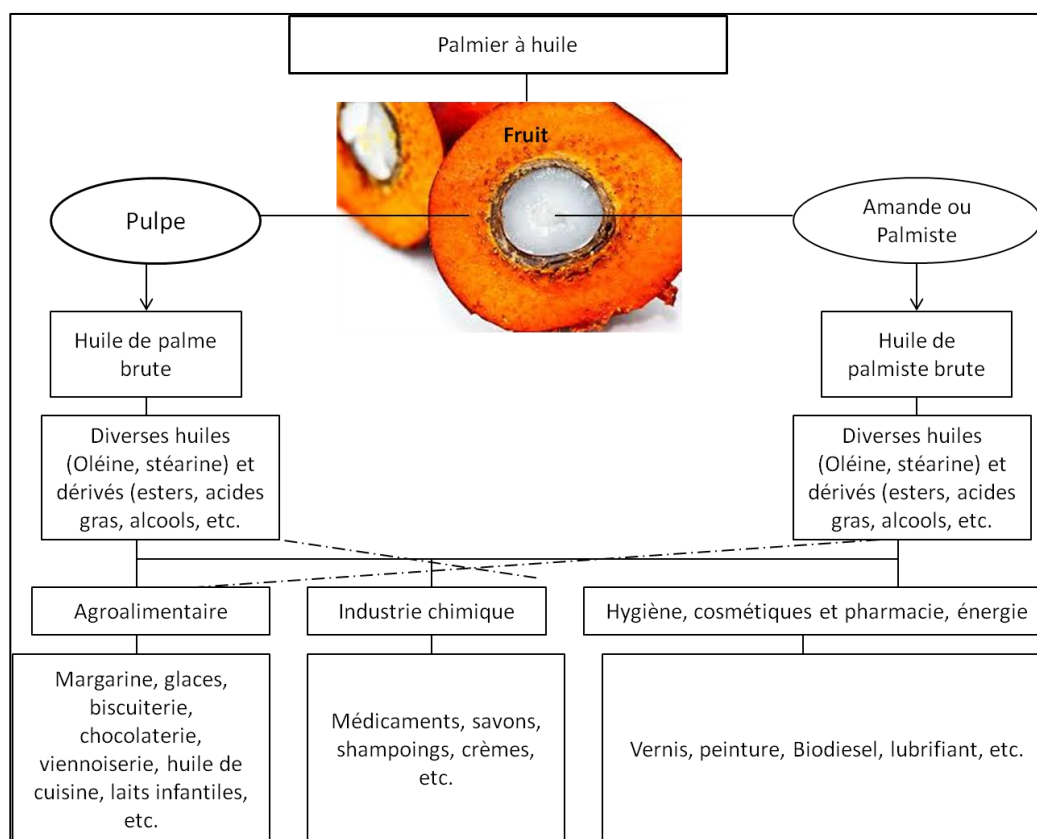 Palmier à huile
Fruit
Pulpe
Amande ou
Palmiste
Huile de palme
brute
Huile de
palmiste brute
Diverses huiles
(Oléine, stéarine) et
dérivés (esters, acides
gras, alcools, etc.
Diverses huiles
(Oléine, stéarine) et
dérivés (esters, acides
gras, alcools, etc.
Agroalimentaire
Industrie chimique
Hygiène, cosmétiques et pharmacie, énergie
Margarine, glaces,
biscuiterie,
chocolaterie,
viennoiserie, huile de
cuisine, laits infantiles,
etc.
Médicaments, savons,
shampoings, crèmes,
etc.
Vernis, peinture, Biodiesel, lubrifiant, etc.